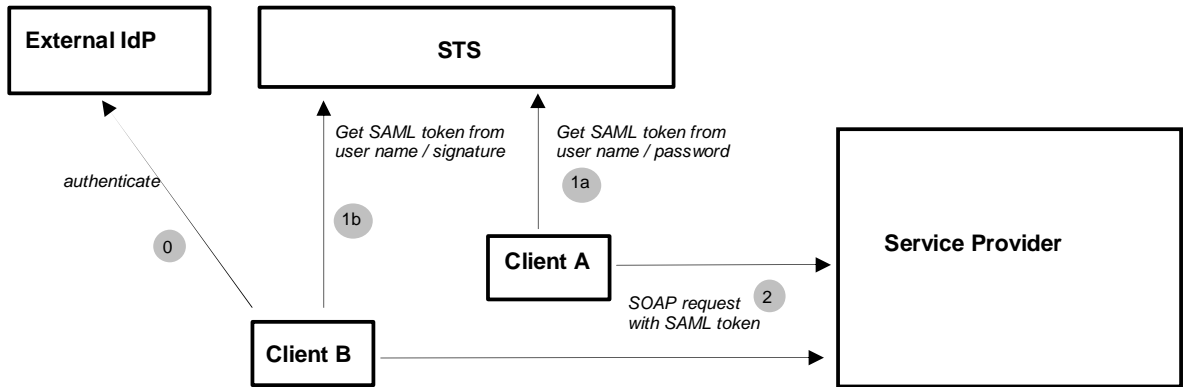 External IdP
STS
Get SAML token from
user name / signature
Get SAML token from
user name / password
authenticate
1a
1b
0
Client A
Service Provider
2
SOAP request
with SAML token
Client B